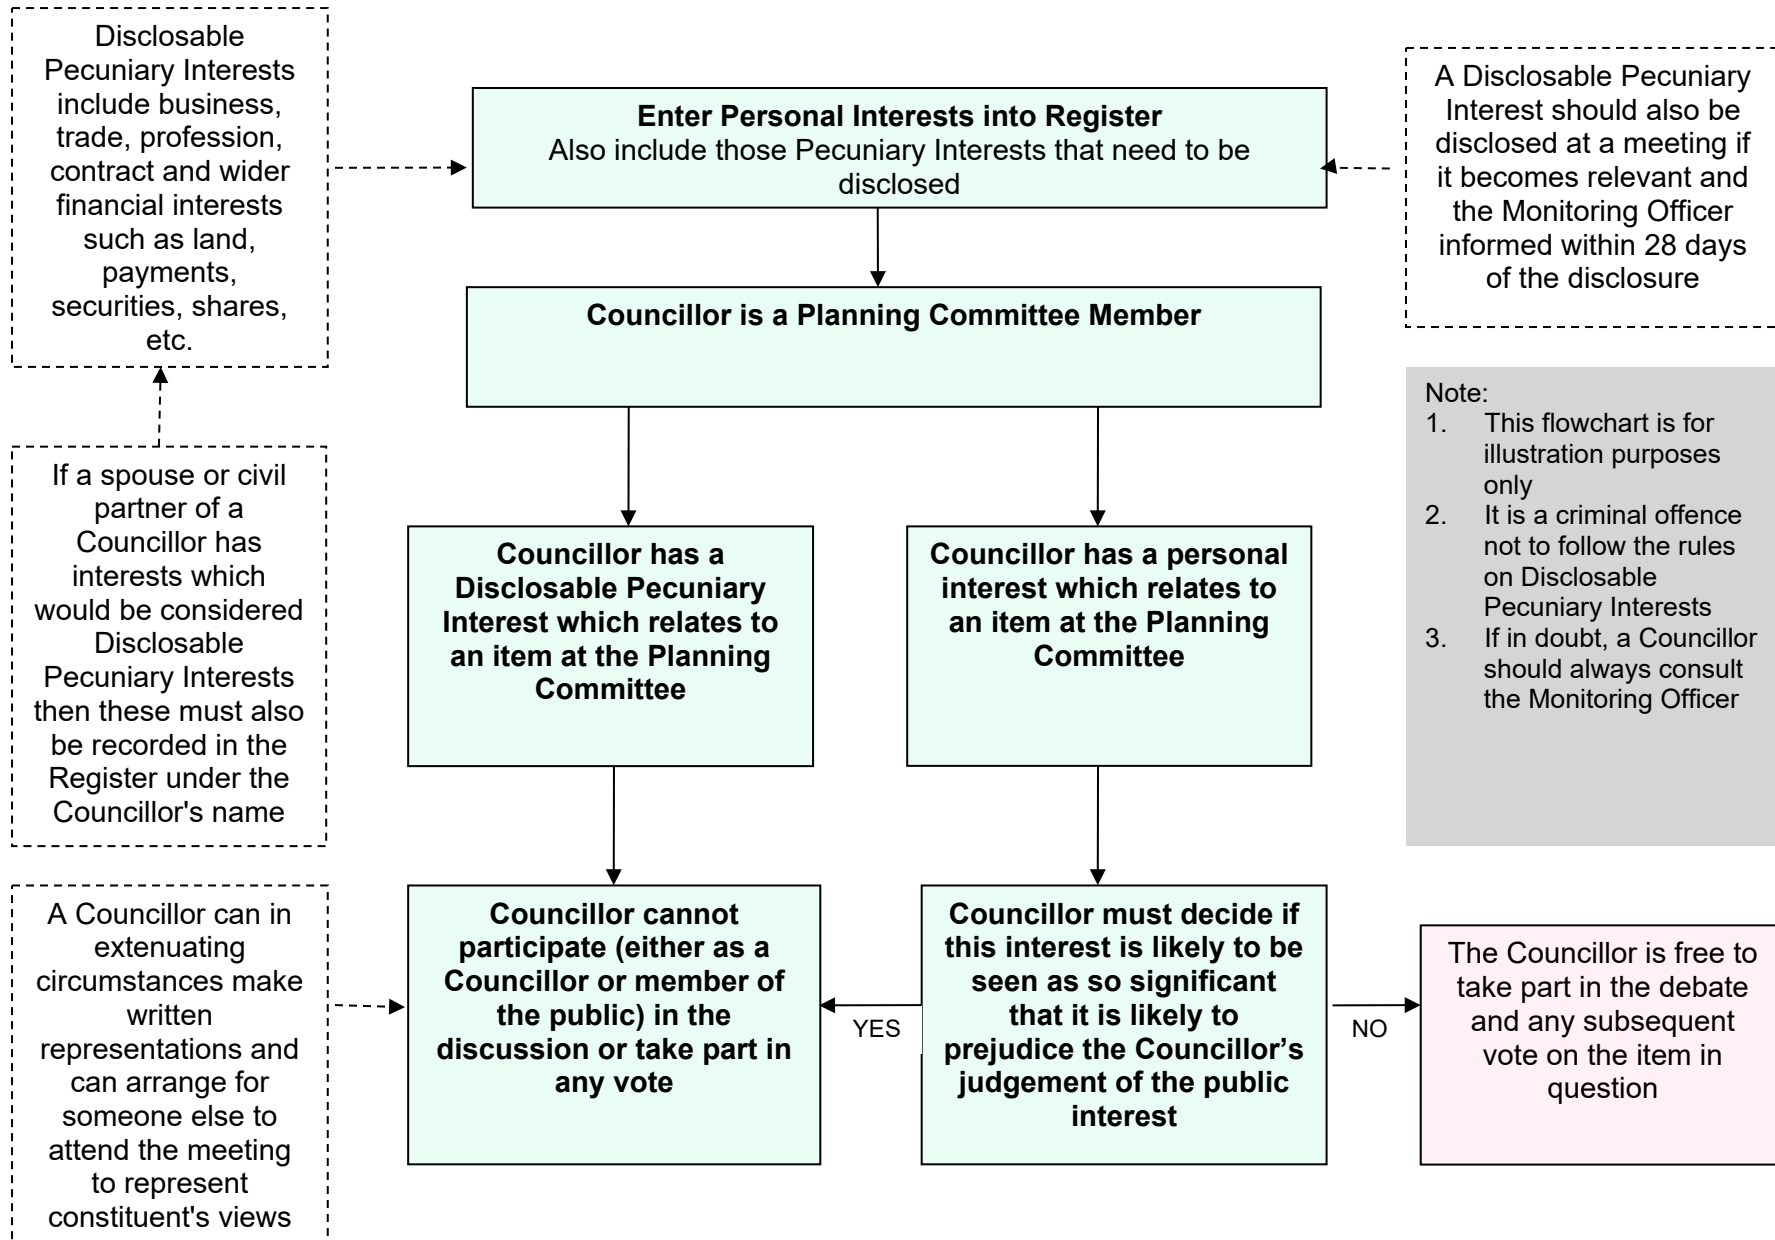 Disclosable
Pecuniary Interests
include business,
trade, profession,
contract and wider
financial interests
such as land,
payments,
securities, shares,
etc.
Enter Personal Interests into Register
Also include those Pecuniary Interests that need to be
disclosed
A Disclosable Pecuniary
Interest should also be
disclosed at a meeting if
it becomes relevant and
the Monitoring Officer
informed within 28 days
of the disclosure
Councillor is a Planning Committee Member
If a spouse or civil
partner of a
Councillor has
interests which
would be considered
Disclosable
Pecuniary Interests
then these must also
be recorded in the
Register under the
Councillor's name
Councillor has a
Disclosable Pecuniary
Interest which relates to
an item at the Planning
Committee
Councillor has a personal
interest which relates to
an item at the Planning
Committee
Note:
1. This flowchart is for
illustration purposes
only
2. It is a criminal offence
not to follow the rules
on Disclosable
Pecuniary Interests
3. If in doubt, a Councillor
should always consult
the Monitoring Officer
A Councillor can in
extenuating
circumstances make
written
representations and
can arrange for
someone else to
attend the meeting
to represent
constituent's views
Councillor cannot
participate (either as a
Councillor or member of
the public) in the
discussion or take part in
any vote
YES
Councillor must decide if
this interest is likely to be
seen as so significant
that it is likely to
prejudice the Councillor’s
judgement of the public
interest
NO
The Councillor is free to
take part in the debate
and any subsequent
vote on the item in
question